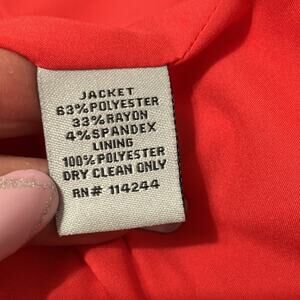 JACKET
63% POLYESTER
33% RAYON
4% SPANDEX
LINING
100% POLYESTER
DRY CLEAN ONLY
RN# 114244